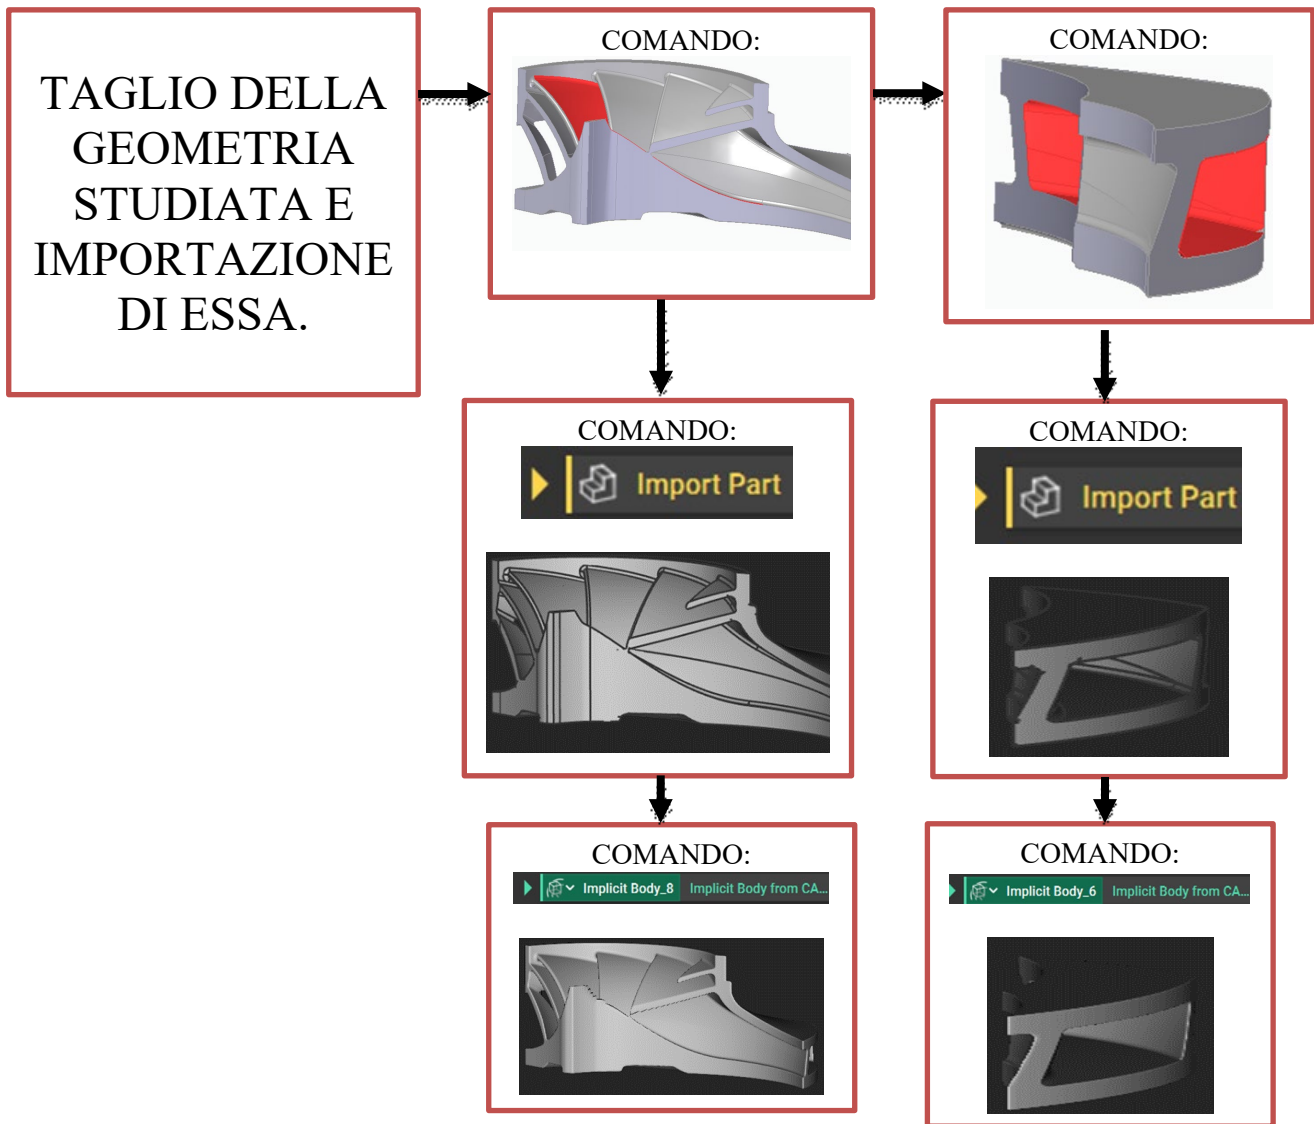 TAGLIO DELLA
GEOMETRIA
STUDIATA E
IMPORTAZIONE
DI ESSA.
COMANDO:
COMANDO:
COMANDO:
Import Part
COMANDO:
Import Part
COMANDO:
Implicit Body_8 Implicit Body from CA...
COMANDO:
Implicit Body_6 Implicit Body from CA...